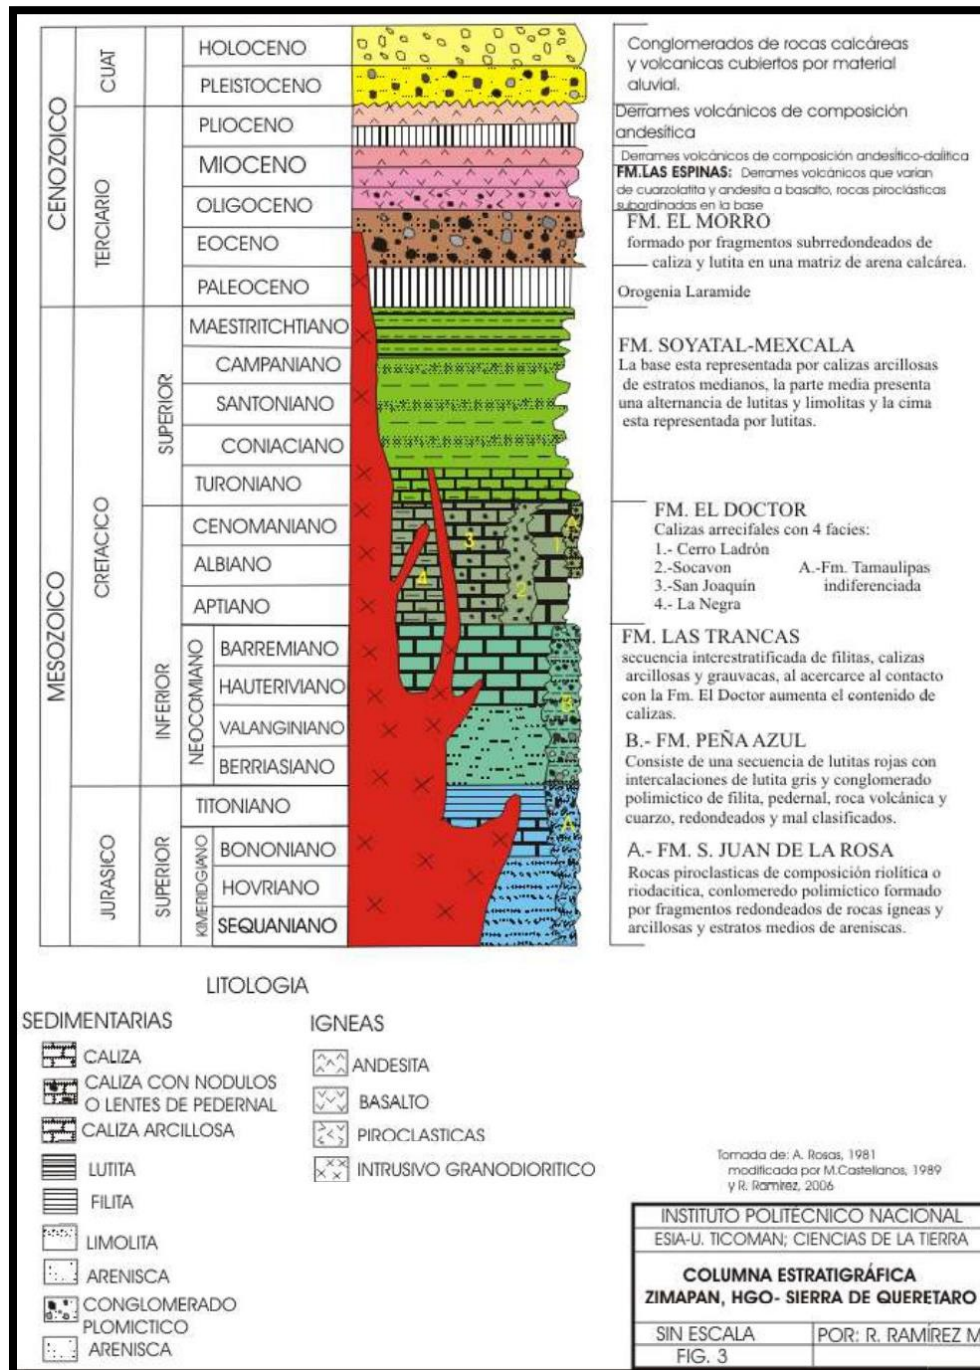 CENOZOICO
CUAT
TERCIARIO
HOLOCENO
PLEISTOCENO
PLIOCENO
MIOCENO
OLIGOCENO
EOCENO
PALEOCENO
MESOZOICO
CRETACICO
SUPERIOR
MAESTRITCHTIANO
CAMPANIANO
SANTONIANO
CONIACIANO
TURONIANO
INFERIOR
CENOMANIANO
ALBIANO
APTIANO
NEOCOMIANO
BARREMIANO
HAUTERIVIANO
VALANGINIANO
BERRIASIANO
JURASICO
SUPERIOR
TITONIANO
KIMERIDGIANO
BONONIANO
HOVRIANO
SEQUANIANO
A
3
1
4
2
B
A
Conglomerados de rocas calcáreas
y volcanicas cubiertos por material
aluvial.
Derrames volcánicos de composición
andesítica
Derrames volcánicos de composición andesítico-dalítica
FM.LAS ESPINAS: Derrames volcánicos que varian
de cuarzolatita y andesita a basalto, rocas piroclásticas
subordinadas en la base
FM. EL MORRO
formado por fragmentos subrredondeados de
caliza y lutita en una matriz de arena calcárea.
Orogenia Laramide
FM. SOYATAL-MEXCALA
La base esta representada por calizas arcillosas
de estratos medianos, la parte media presenta
una alternancia de lutitas y limolitas y la cima
esta representada por lutitas.
FM. EL DOCTOR
Calizas arrecifales con 4 facies:
1.- Cerro Ladrón
2.-Socavon A.-Fm. Tamaulipas
3.-San Joaquín indiferenciada
4.- La Negra
FM. LAS TRANCAS
secuencia interestratificada de filitas, calizas
arcillosas y grauvacas, al acercarce al contacto
con la Fm. El Doctor aumenta el contenido de
calizas.
B.- FM. PEÑA AZUL
Consiste de una secuencia de lutitas rojas con
intercalaciones de lutita gris y conglomerado
polimictico de filita, pedernal, roca volcánica y
cuarzo, redondeados y mal clasificados.
A.- FM. S. JUAN DE LA ROSA
Rocas piroclasticas de composición riolítica o
riodacitica, conlomeredo polimíctico formado
por fragmentos redondeados de rocas igneas y
arcillosas y estratos medios de areniscas.
LITOLOGIA
SEDIMENTARIAS
CALIZA
CALIZA CON NODULOS
O LENTES DE PEDERNAL
CALIZA ARCILLOSA
LUTITA
FILITA
LIMOLITA
ARENISCA
CONGLOMERADO
PLOMICTICO
ARENISCA
IGNEAS
ANDESITA
BASALTO
PIROCLASTICAS
INTRUSIVO GRANODIORITICO
Tomada de: A. Rosas, 1981
modificada por M.Castellanos, 1989
y R. Ramírez, 2006
INSTITUTO POLITÉCNICO NACIONAL
ESIA-U. TICOMAN; CIENCIAS DE LA TIERRA
COLUMNA ESTRATIGRÁFICA
ZIMAPAN, HGO- SIERRA DE QUERETARO
SIN ESCALA POR: R. RAMÍREZ M
FIG. 3